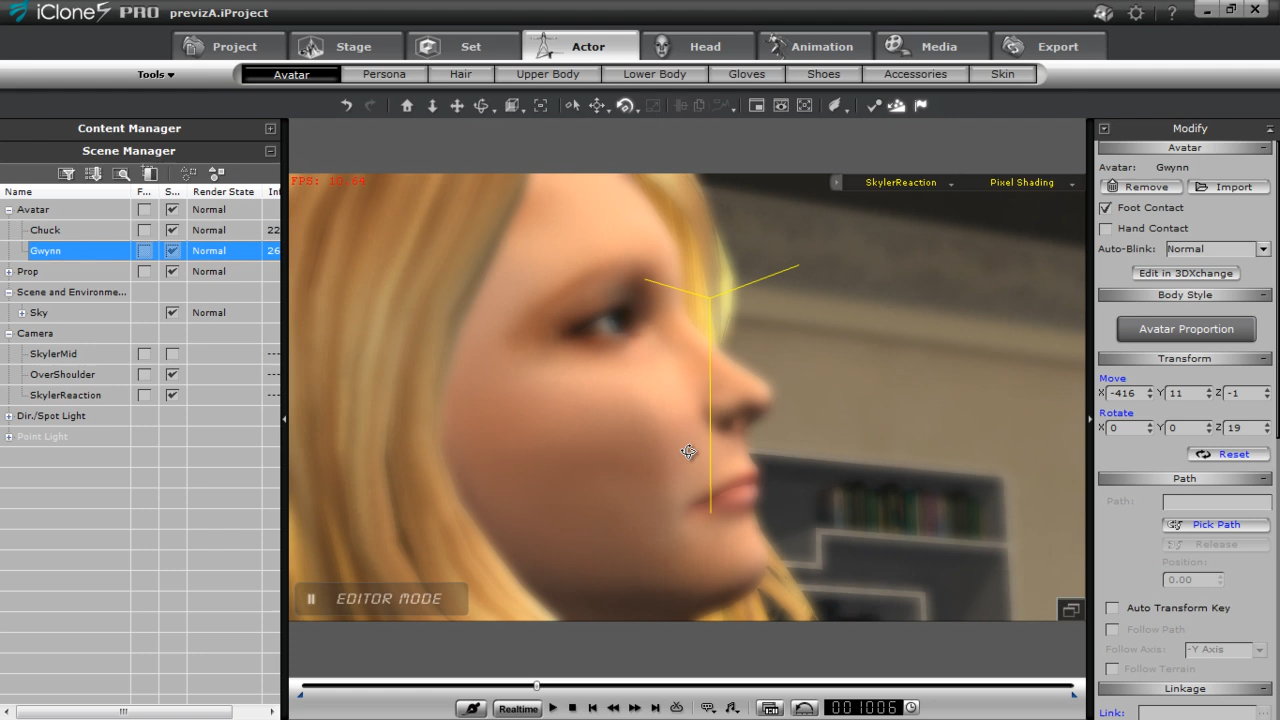 iClone5 PRO previzA.iProject
Project Stage Set Actor Head Animation Media Export
Tools Avatar Persona Hair Upper Body Lower Body Gloves Shoes Accessories Skin
Content Manager
Scene Manager
Name F... S... Render State Int
Avatar Normal
Chuck Normal 22
Gwynn Normal 26
Prop Normal
Scene and Environme...
Sky Normal
Camera
SkylerMid ---
OverShoulder ---
SkylerReaction ---
Dir./Spot Light
Point Light
SkylerReaction Pixel Shading
EDITOR MODE
Realtime 001006
Modify
Avatar
Avatar: Gwynn
Remove Import
Foot Contact
Hand Contact
Auto-Blink: Normal
Edit in 3DXchange
Body Style
Avatar Proportion
Transform
Move
X -416 Y 11 Z -1
Rotate
X 0 Y 0 Z 19
Reset
Path
Path:
Pick Path
Release
Position:
0.00
Auto Transform Key
Follow Path
Follow Axis: -Y Axis
Follow Terrain
Linkage
Link: